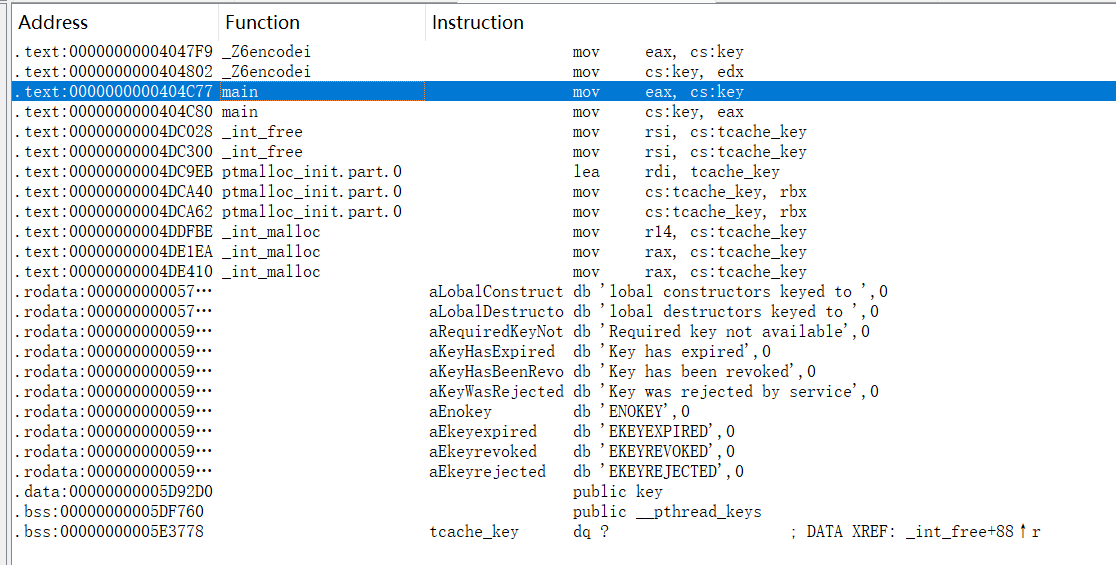 Address Function Instruction
.text:00000000004047F9 _Z6encodei mov eax, cs:key
.text:0000000000404802 _Z6encodei mov cs:key, edx
.text:0000000000404C77 main mov eax, cs:key
.text:0000000000404C80 main mov cs:key, eax
.text:00000000004DC028 _int_free mov rsi, cs:tcache_key
.text:00000000004DC300 _int_free mov rsi, cs:tcache_key
.text:00000000004DC9EB ptmalloc_init.part.0 lea rdi, tcache_key
.text:00000000004DCA40 ptmalloc_init.part.0 mov cs:tcache_key, rbx
.text:00000000004DCA62 ptmalloc_init.part.0 mov cs:tcache_key, rbx
.text:00000000004DDFBE _int_malloc mov r14, cs:tcache_key
.text:00000000004DE1EA _int_malloc mov rax, cs:tcache_key
.text:00000000004DE410 _int_malloc mov rax, cs:tcache_key
.rodata:000000000057… aLobalConstruct db 'lobal constructors keyed to ',0
.rodata:000000000057… aLobalDestructo db 'lobal destructors keyed to ',0
.rodata:000000000059… aRequiredKeyNot db 'Required key not available',0
.rodata:000000000059… aKeyHasExpired db 'Key has expired',0
.rodata:000000000059… aKeyHasBeenRevo db 'Key has been revoked',0
.rodata:000000000059… aKeyWasRejected db 'Key was rejected by service',0
.rodata:000000000059… aEnokey db 'ENOKEY',0
.rodata:000000000059… aEkeyexpired db 'EKEYEXPIRED',0
.rodata:000000000059… aEkeyrevoked db 'EKEYREVOKED',0
.rodata:000000000059… aEkeyrejected db 'EKEYREJECTED',0
.data:00000000005D92D0 public key
.bss:00000000005DF760 public __pthread_keys
.bss:00000000005E3778 tcache_key dq ? ; DATA XREF: _int_free+88↑r